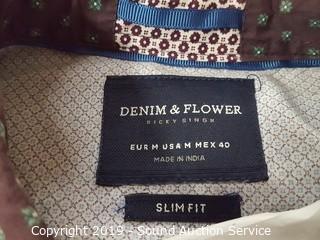 DENIM & FLOWER
RICKY SINGH
EUR M USA M MEX 40
MADE IN INDIA
SLIM FIT
Copyright 2019 - Sound Auction Service